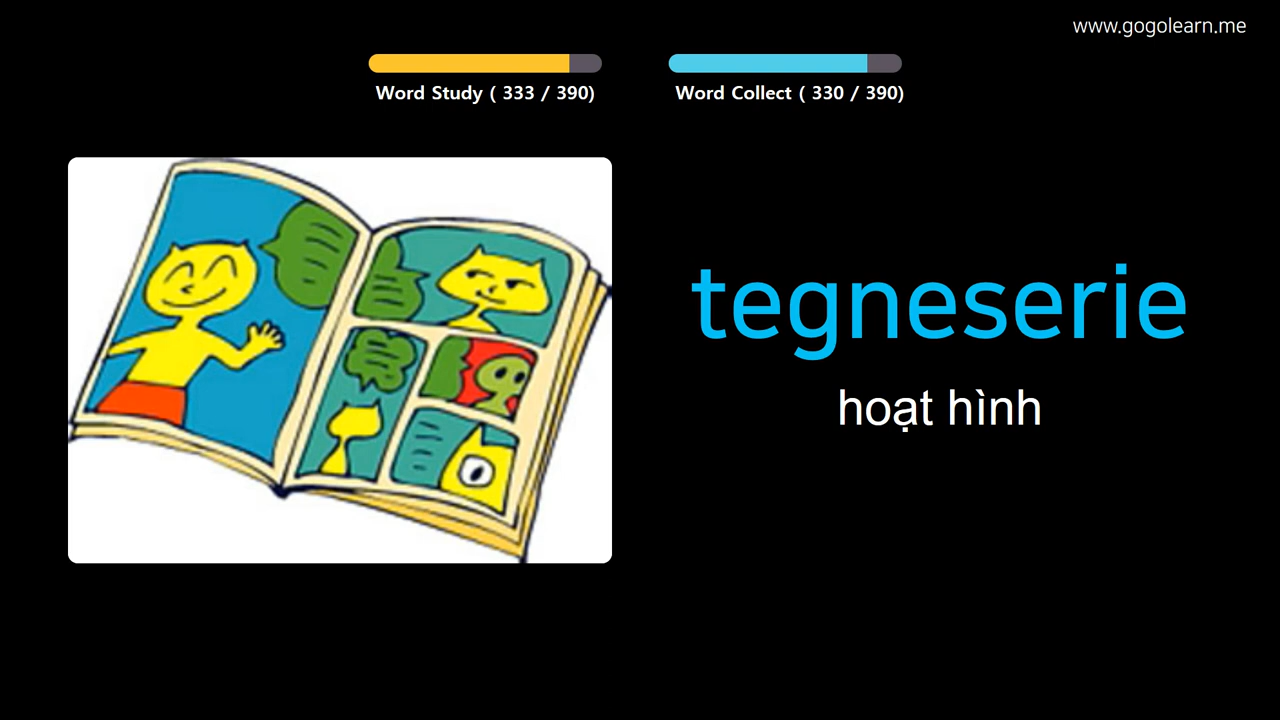 www.gogolearn.me
Word Study ( 333 / 390)
Word Collect ( 330 / 390)
tegneserie
hoạt hình